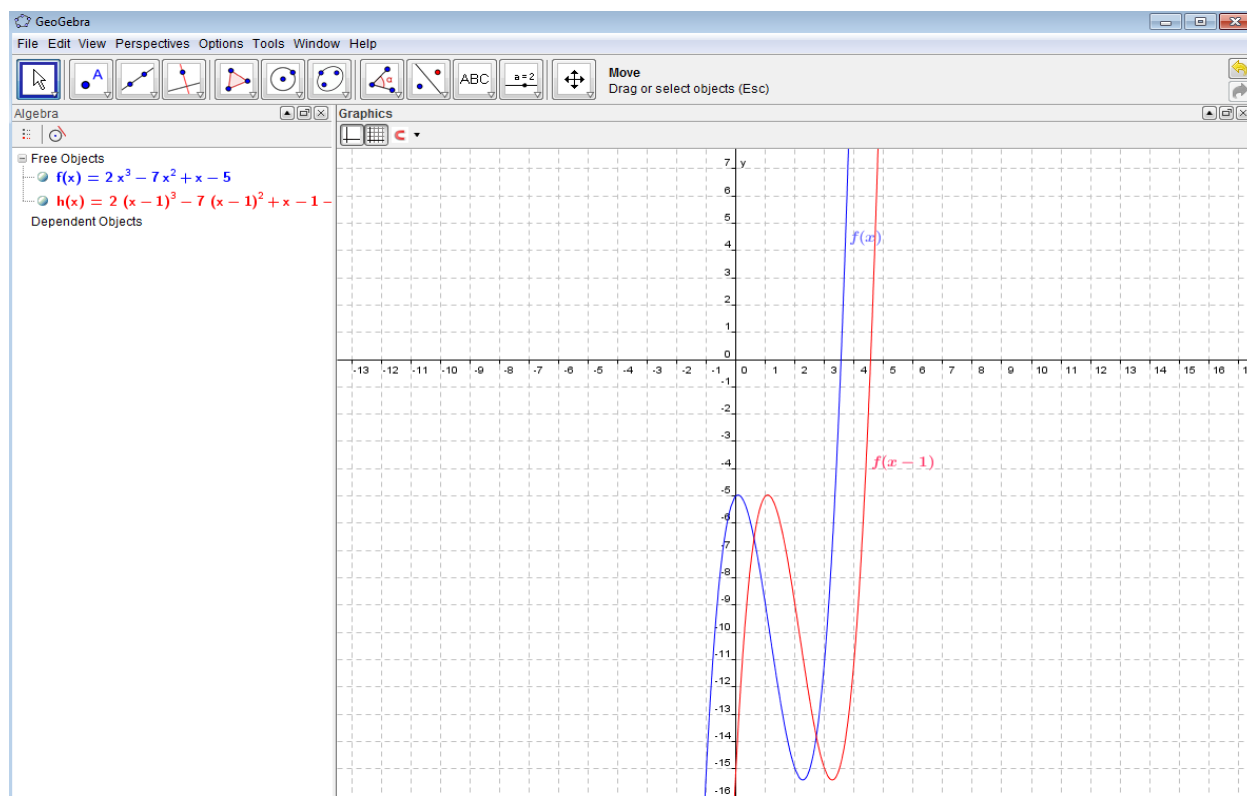 GeoGebra
File Edit View Perspectives Options Tools Window Help
A
α
ABC
a=2
Move
Drag or select objects (Esc)
Algebra
Graphics
Free Objects
f(x) = 2 x³ − 7 x² + x − 5
h(x) = 2 (x − 1)³ − 7 (x − 1)² + x − 1 −
Dependent Objects
y
7
6
5
4
f(x)
3
2
1
0
-13 -12 -11 -10 -9 -8 -7 -6 -5 -4 -3 -2 -1 0 1 2 3 4 5 6 7 8 9 10 11 12 13 14 15 16 1
-1
-2
-3
-4
f(x − 1)
-5
-6
-7
-8
-9
-10
-11
-12
-13
-14
-15
-16